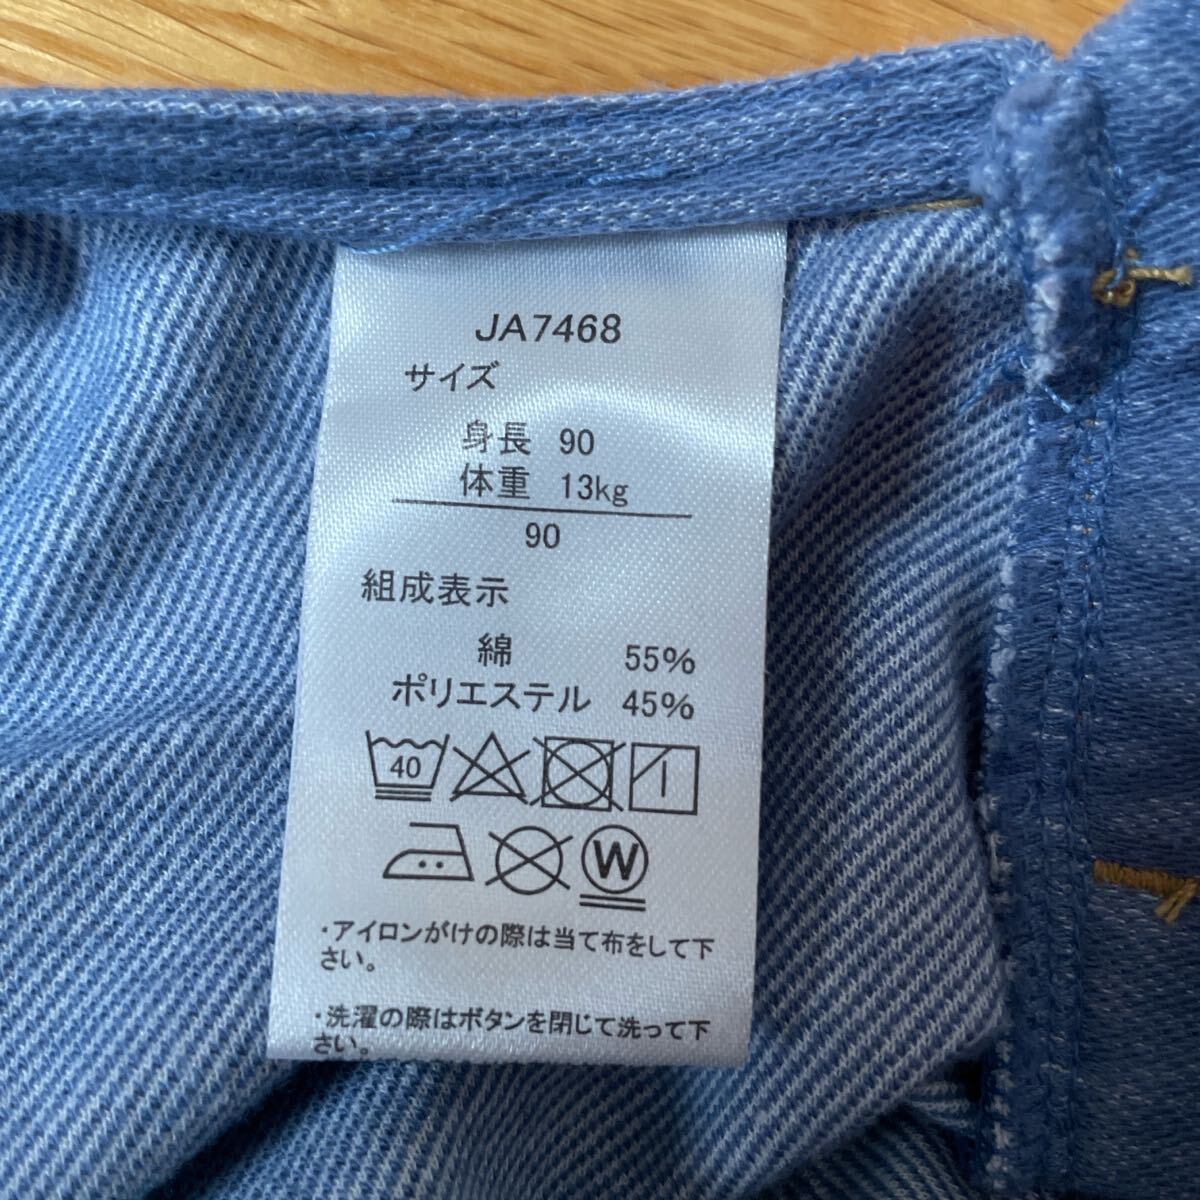 JA7468
サイズ
身長 90
体重 13kg
90
組成表示
綿 55%
ポリエステル 45%
40
W
・アイロンがけの際は当て布をして下
さい。
・洗濯の際はボタンを閉じて洗って下
さい。